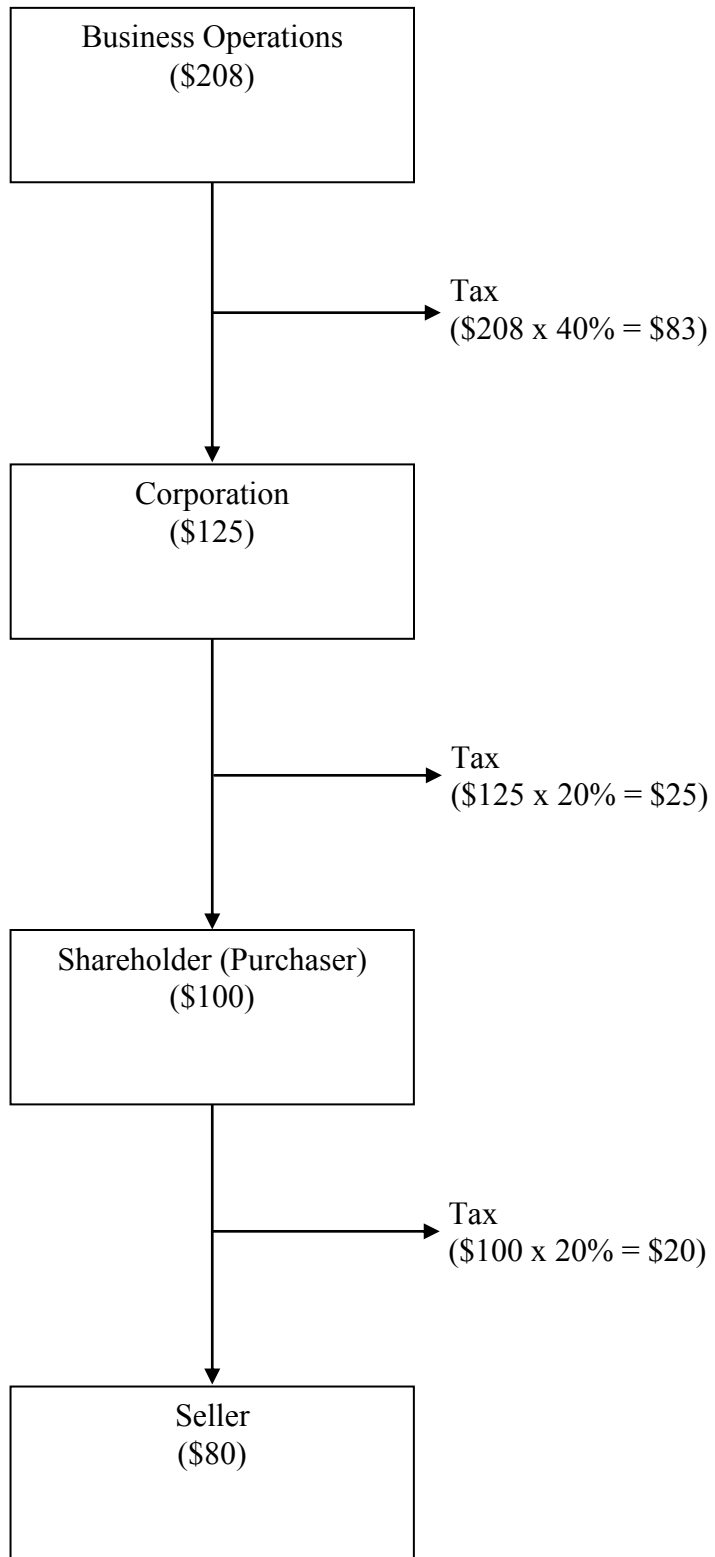 Business Operations
($208)
Tax
($208 x 40% = $83)
Corporation
($125)
Tax
($125 x 20% = $25)
Shareholder (Purchaser)
($100)
Tax
($100 x 20% = $20)
Seller
($80)